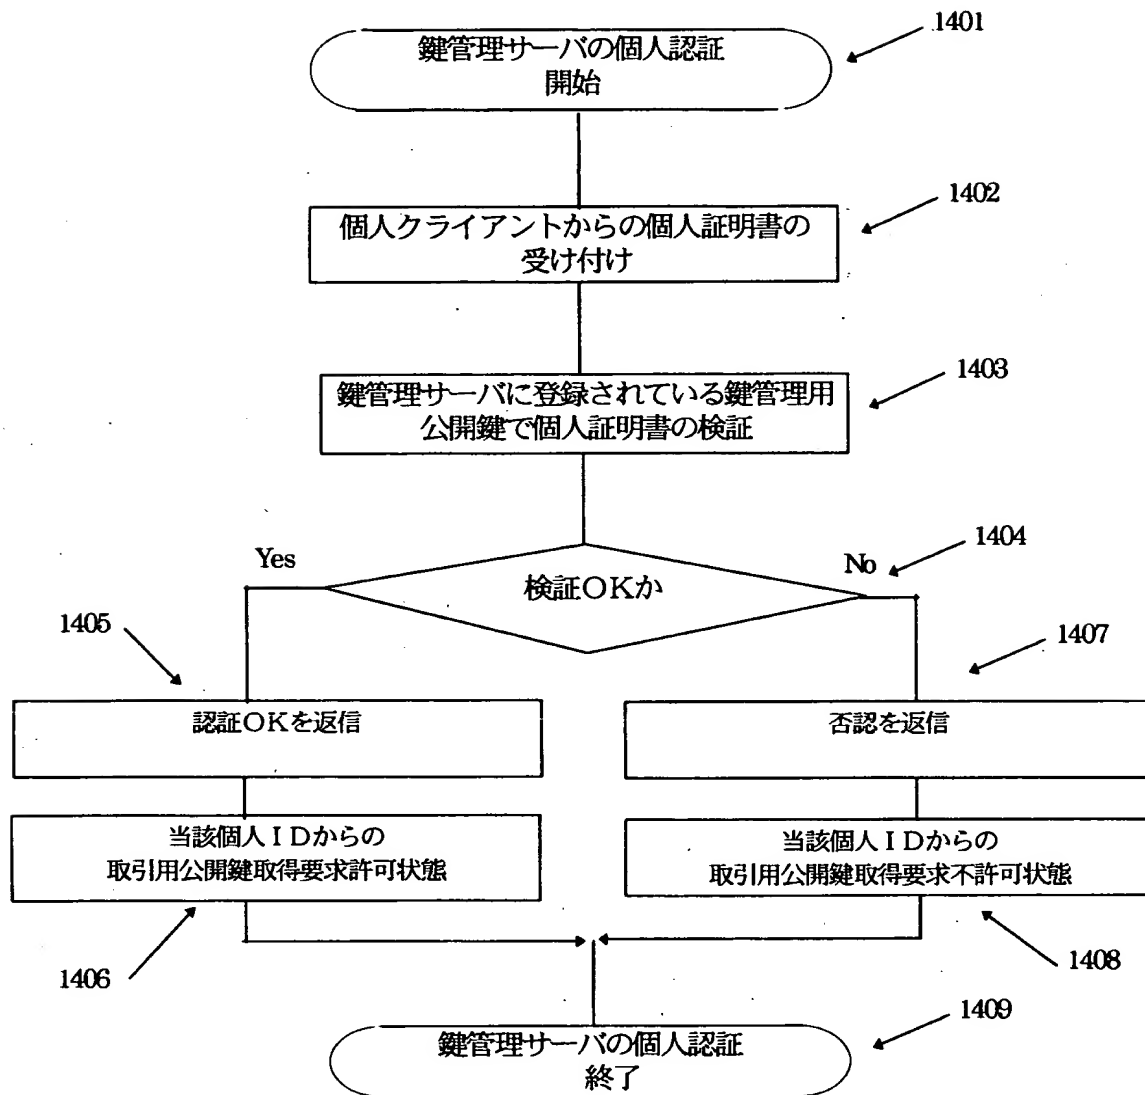 鍵管理サーバの個人認証
開始
1401
個人クライアントからの個人証明書の
受け付け
1402
鍵管理サーバに登録されている鍵管理用
公開鍵で個人証明書の検証
1403
検証OKか
1404
Yes
No
1405
認証OKを返信
1407
否認を返信
当該個人IDからの
取引用公開鍵取得要求許可状態
1406
当該個人IDからの
取引用公開鍵取得要求不許可状態
1408
鍵管理サーバの個人認証
終了
1409